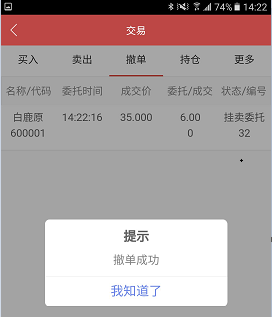 74% 14:22
交易
买入 卖出 撤单 持仓 更多
名称/代码 委托时间 成交价 委托/成交 状态/编号
白鹿原 14:22:16 35.000 6.00 挂卖委托
600001 0 32
提示
撤单成功
我知道了